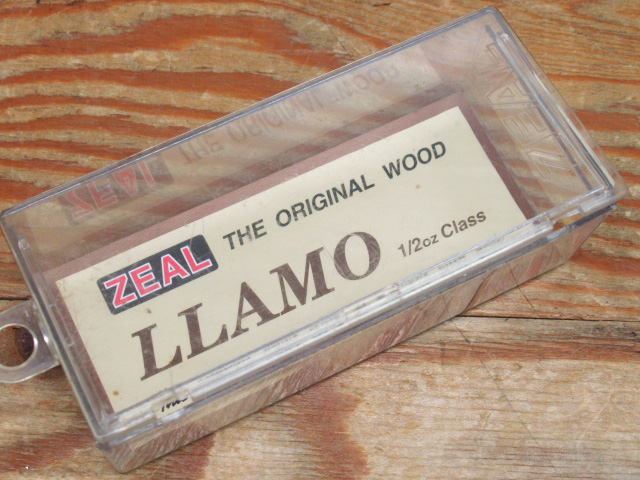 ZEAL THE ORIGINAL WOOD
LLAMO 1/2oz Class